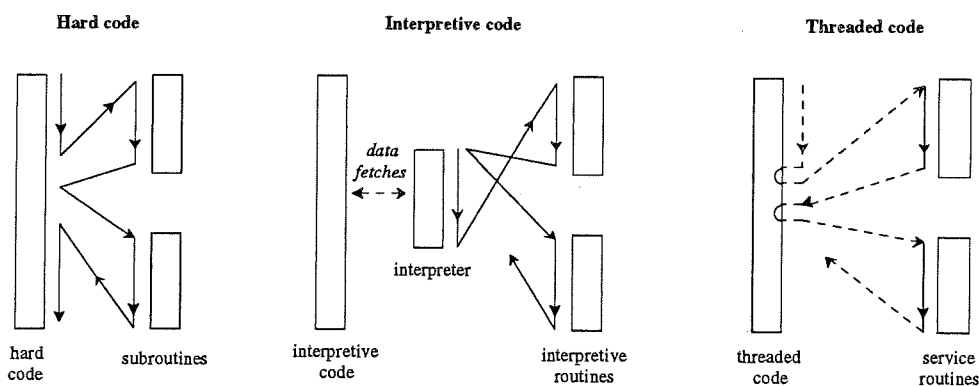 Hard code
Interpretive code
Threaded code
data
fetches
interpreter
hard
code
subroutines
interpretive
code
interpretive
routines
threaded
code
service
routines